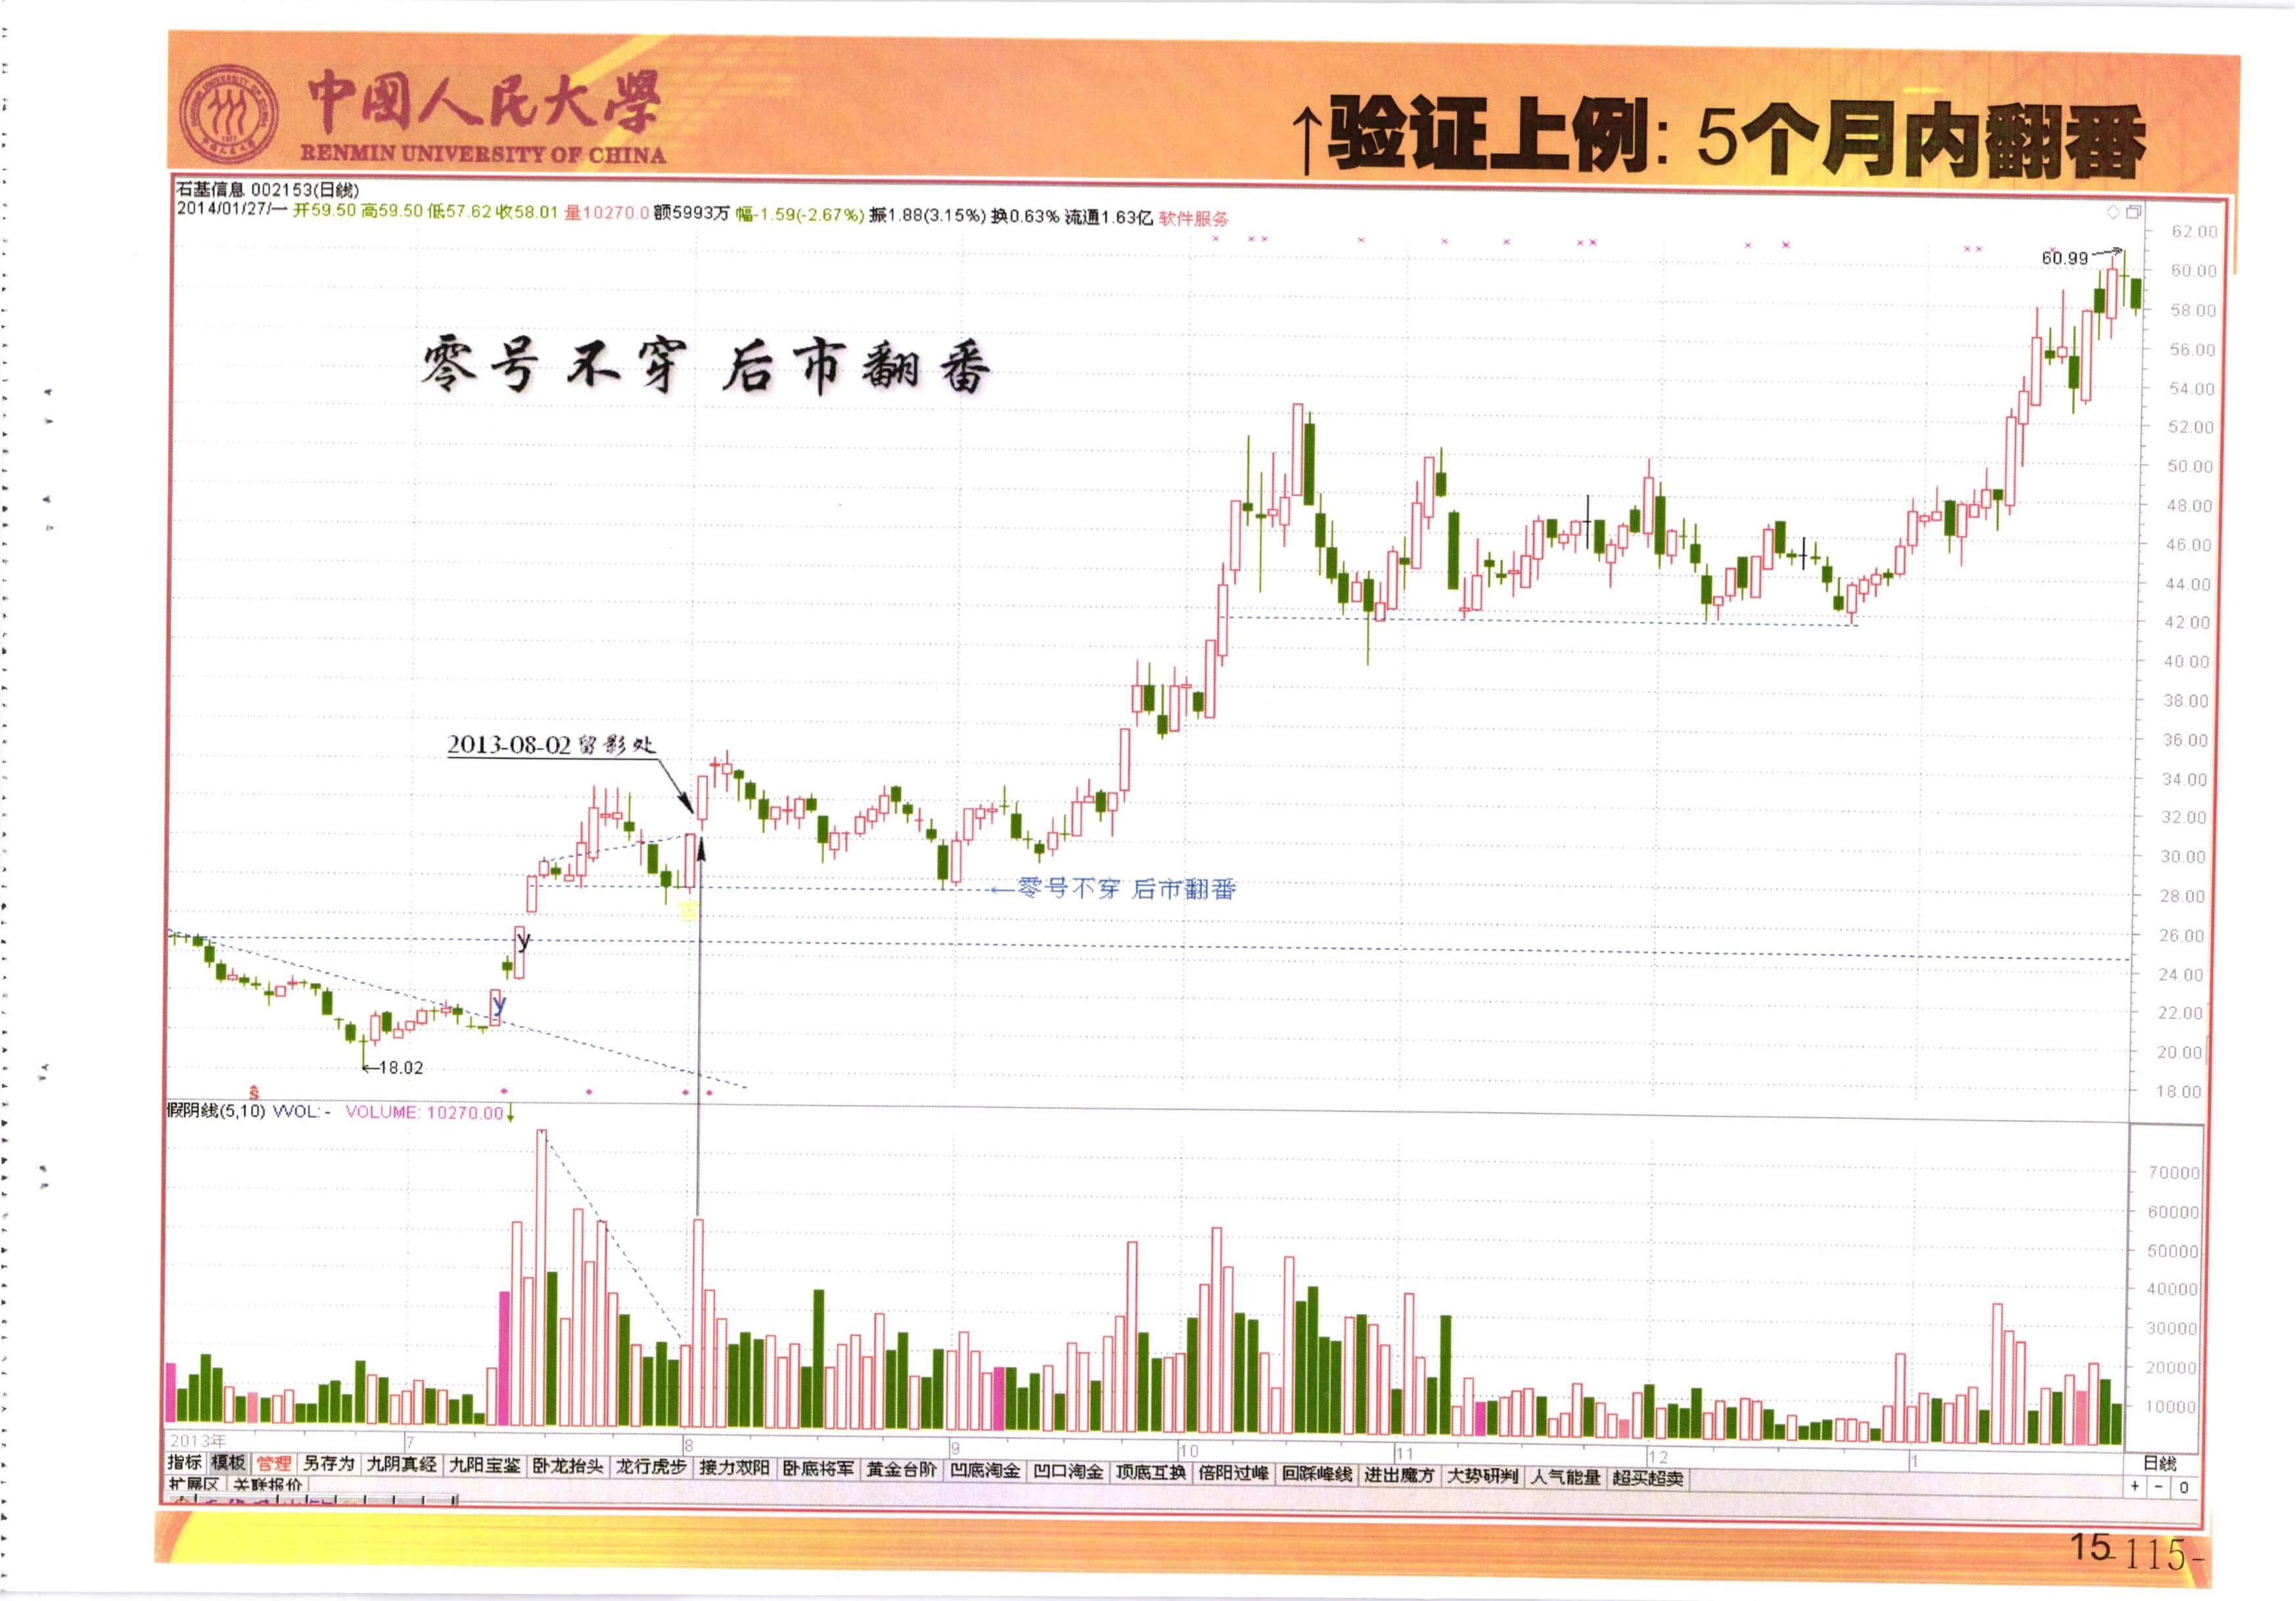 中國人民大學
RENMIN UNIVERSITY OF CHINA
↑验证上例: 5个月内翻番
石基信息 002153(日线)
2014/01/27/一 开59.50 高59.50 低57.62 收58.01 量10270.0 额5993万 幅-1.59(-2.67%) 振1.88(3.15%) 换0.63% 流通1.63亿 软件服务
62.00
60.99
60.00
58.00
零号不穿 后市翻番
56.00
54.00
52.00
50.00
48.00
46.00
44.00
42.00
40.00
38.00
2013-08-02留影处
36.00
34.00
32.00
30.00
←零号不穿 后市翻番
28.00
y
26.00
24.00
y
22.00
←18.02
20.00
18.00
假阴线(5,10) VVOL: - VOLUME: 10270.00↓
70000
60000
50000
40000
30000
20000
10000
2013年 7 8 9 10 11 12 1 日线
指标 模板 管理 另存为 九阴真经 九阳宝鉴 卧龙抬头 龙行虎步 接力双阳 卧底将军 黄金台阶 凹底淘金 凹口淘金 顶底互换 倍阳过峰 回踩峰线 进出魔方 大势研判 人气能量 超买超卖
扩展区 关联报价
+ - 0
15
-115-